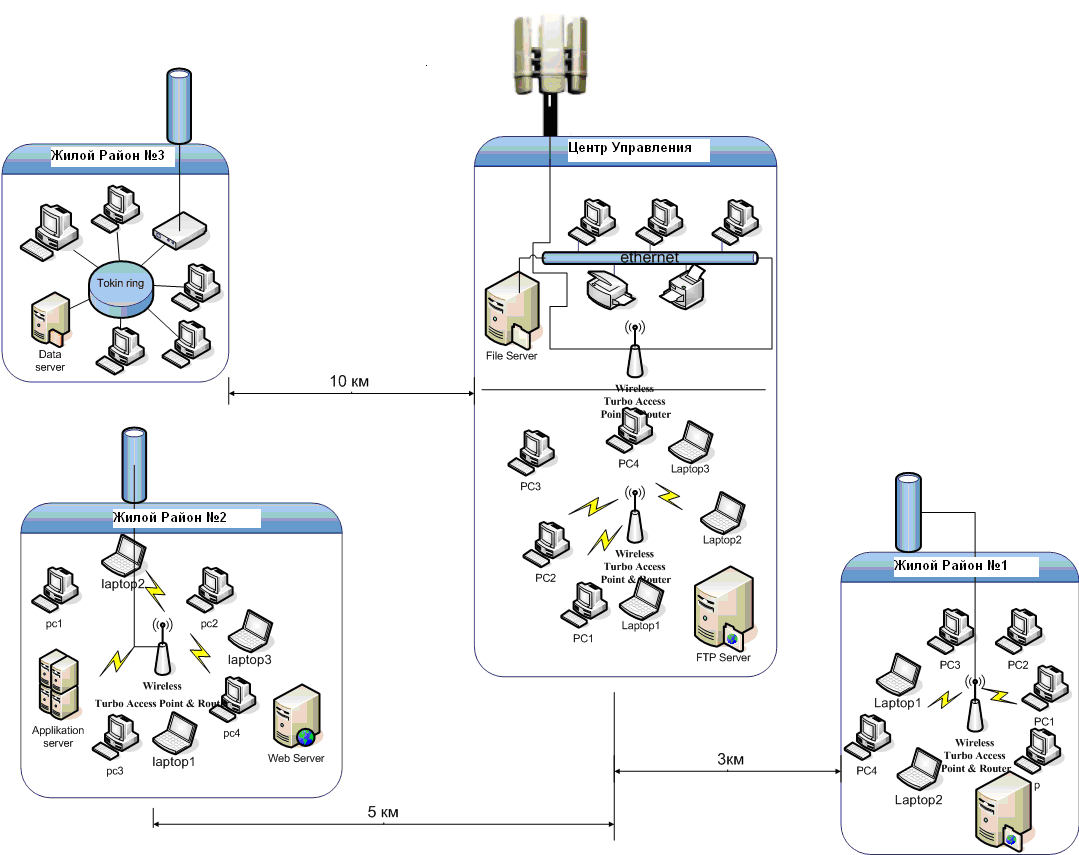 Жилой Район №3
Tokin ring
Data
server
Центр Управления
ethernet
File Server
Wireless
Turbo Access
Point & Router
10 км
PC4
Laptop3
PC3
Laptop2
PC2
Wireless
Turbo Access
Point & Router
PC1
Laptop1
FTP Server
Жилой Район №2
laptop2
pc1
pc2
laptop3
Wireless
Turbo Access Point & Router
Applikation
server
pc4
pc3
laptop1
Web Server
Жилой Район №1
PC3
PC2
Laptop1
PC1
PC4
Wireless
Turbo Access
Point & Router
Laptop2
p
3км
5 км